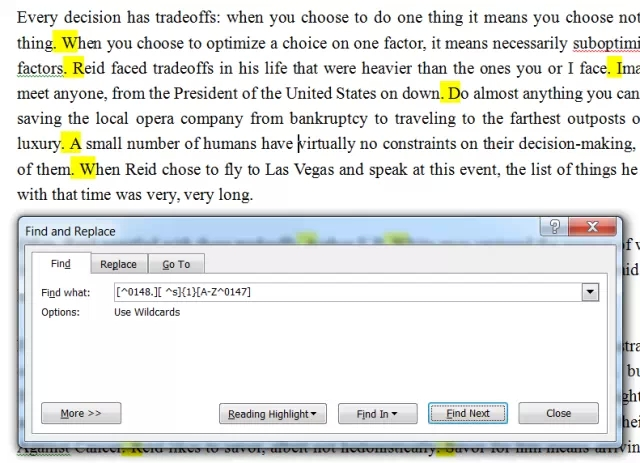 Every decision has tradeoffs: when you choose to do one thing it means you choose not
thing. When you choose to optimize a choice on one factor, it means necessarily suboptimi
factors. Reid faced tradeoffs in his life that were heavier than the ones you or I face. Ima
meet anyone, from the President of the United States on down. Do almost anything you can
saving the local opera company from bankruptcy to traveling to the farthest outposts o
luxury. A small number of humans have virtually no constraints on their decision-making,
of them. When Reid chose to fly to Las Vegas and speak at this event, the list of things he
with that time was very, very long.
Find and Replace
Find
Replace
Go To
Find what: [^0148.][ ^s]{1}[A-Z^0147]
Options: Use Wildcards
More >>
Reading Highlight
Find In
Find Next
Close
Against Cancer. Reid likes to savor, albeit not hedonistically. Savor for him means arrivin